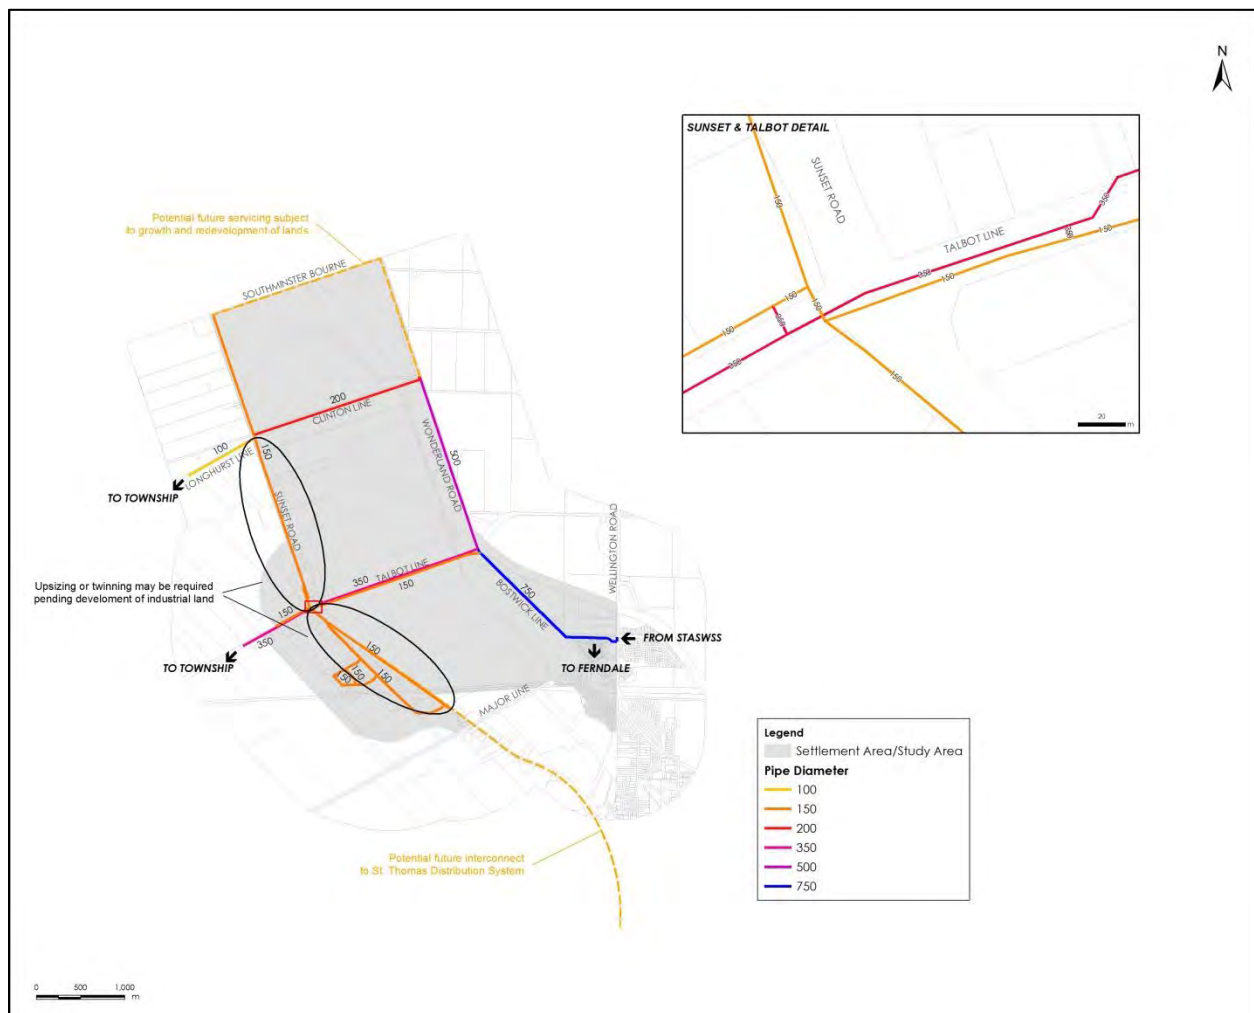 N
SUNSET & TALBOT DETAIL
150
SUNSET ROAD
TALBOT LINE
350
350
150
350
150
150
150
150
350
350
150
20
m
Potential future servicing subject
to growth and redevelopment of lands
SOUTHMINSTER BOURNE
200
CLINTON LINE
100
LONGHURST LINE
TO TOWNSHIP
150
SUNSET ROAD
WONDERLAND ROAD
500
WELLINGTON ROAD
Upsizing or twinning may be required
pending develoment of industrial land
350
TALBOT LINE
150
750
BOSTWICK LINE
FROM STASWSS
TO FERNDALE
150
350
TO TOWNSHIP
150
150
150
150
MAJOR LINE
Potential future interconnect
to St. Thomas Distribution System
Legend
Settlement Area/Study Area
Pipe Diameter
100
150
200
350
500
750
0 500 1,000
m